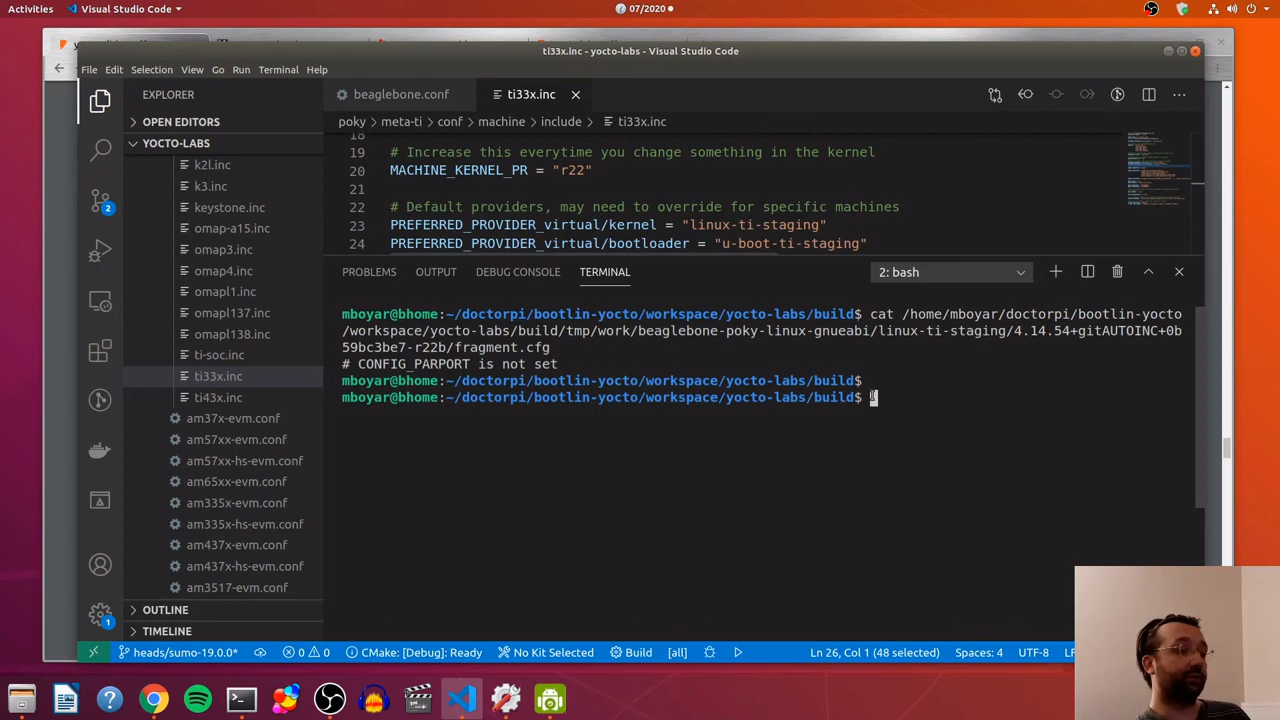 Activities
Visual Studio Code
07/2020
ti33x.inc - yocto-labs - Visual Studio Code
File Edit Selection View Go Run Terminal Help
EXPLORER
beaglebone.conf
ti33x.inc
OPEN EDITORS
poky > meta-ti > conf > machine > include > ti33x.inc
YOCTO-LABS
k2l.inc
k3.inc
keystone.inc
omap-a15.inc
omap3.inc
omap4.inc
omapl1.inc
omapl137.inc
omapl138.inc
ti-soc.inc
ti33x.inc
ti43x.inc
am37x-evm.conf
am57xx-evm.conf
am57xx-hs-evm.conf
am65xx-evm.conf
am335x-evm.conf
am335x-hs-evm.conf
am437x-evm.conf
am437x-hs-evm.conf
am3517-evm.conf
OUTLINE
TIMELINE
2
1
18
19 # Increase this everytime you change something in the kerne
20 MACHINE_KERNEL_PR = "r22"
21
22 # Default providers, may need to override for specific machines
23 PREFERRED_PROVIDER_virtual/kernel = "linux-ti-staging"
24 PREFERRED_PROVIDER_virtual/bootloader = "u-boot-ti-staging"
PROBLEMS OUTPUT DEBUG CONSOLE TERMINAL
2: bash
mboyar@bhome:~/doctorpi/bootlin-yocto/workspace/yocto-labs/build$ cat /home/mboyar/doctorpi/bootlin-yocto
/workspace/yocto-labs/build/tmp/work/beaglebone-poky-linux-gnueabi/linux-ti-staging/4.14.54+gitAUTOINC+0b
59bc3be7-r22b/fragment.cfg
# CONFIG_PARPORT is not set
mboyar@bhome:~/doctorpi/bootlin-yocto/workspace/yocto-labs/build$
mboyar@bhome:~/doctorpi/bootlin-yocto/workspace/yocto-labs/build$
heads/sumo-19.0.0*
0 0
CMake: [Debug]: Ready
No Kit Selected
Build
[all]
Ln 26, Col 1 (48 selected)
Spaces: 4
UTF-8